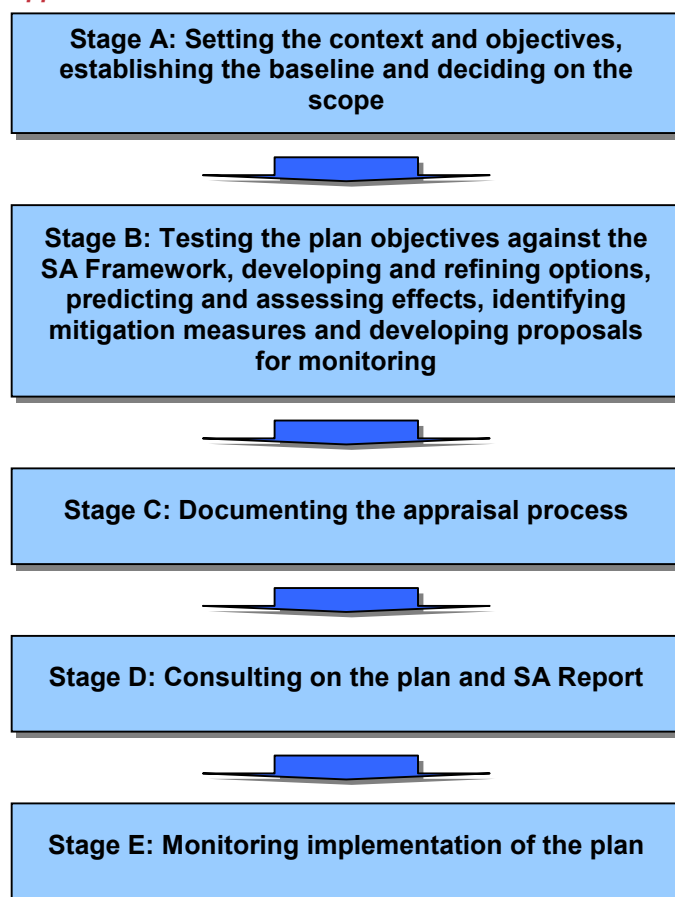 Stage A: Setting the context and objectives,
establishing the baseline and deciding on the
scope
Stage B: Testing the plan objectives against the
SA Framework, developing and refining options,
predicting and assessing effects, identifying
mitigation measures and developing proposals
for monitoring
Stage C: Documenting the appraisal process
Stage D: Consulting on the plan and SA Report
Stage E: Monitoring implementation of the plan